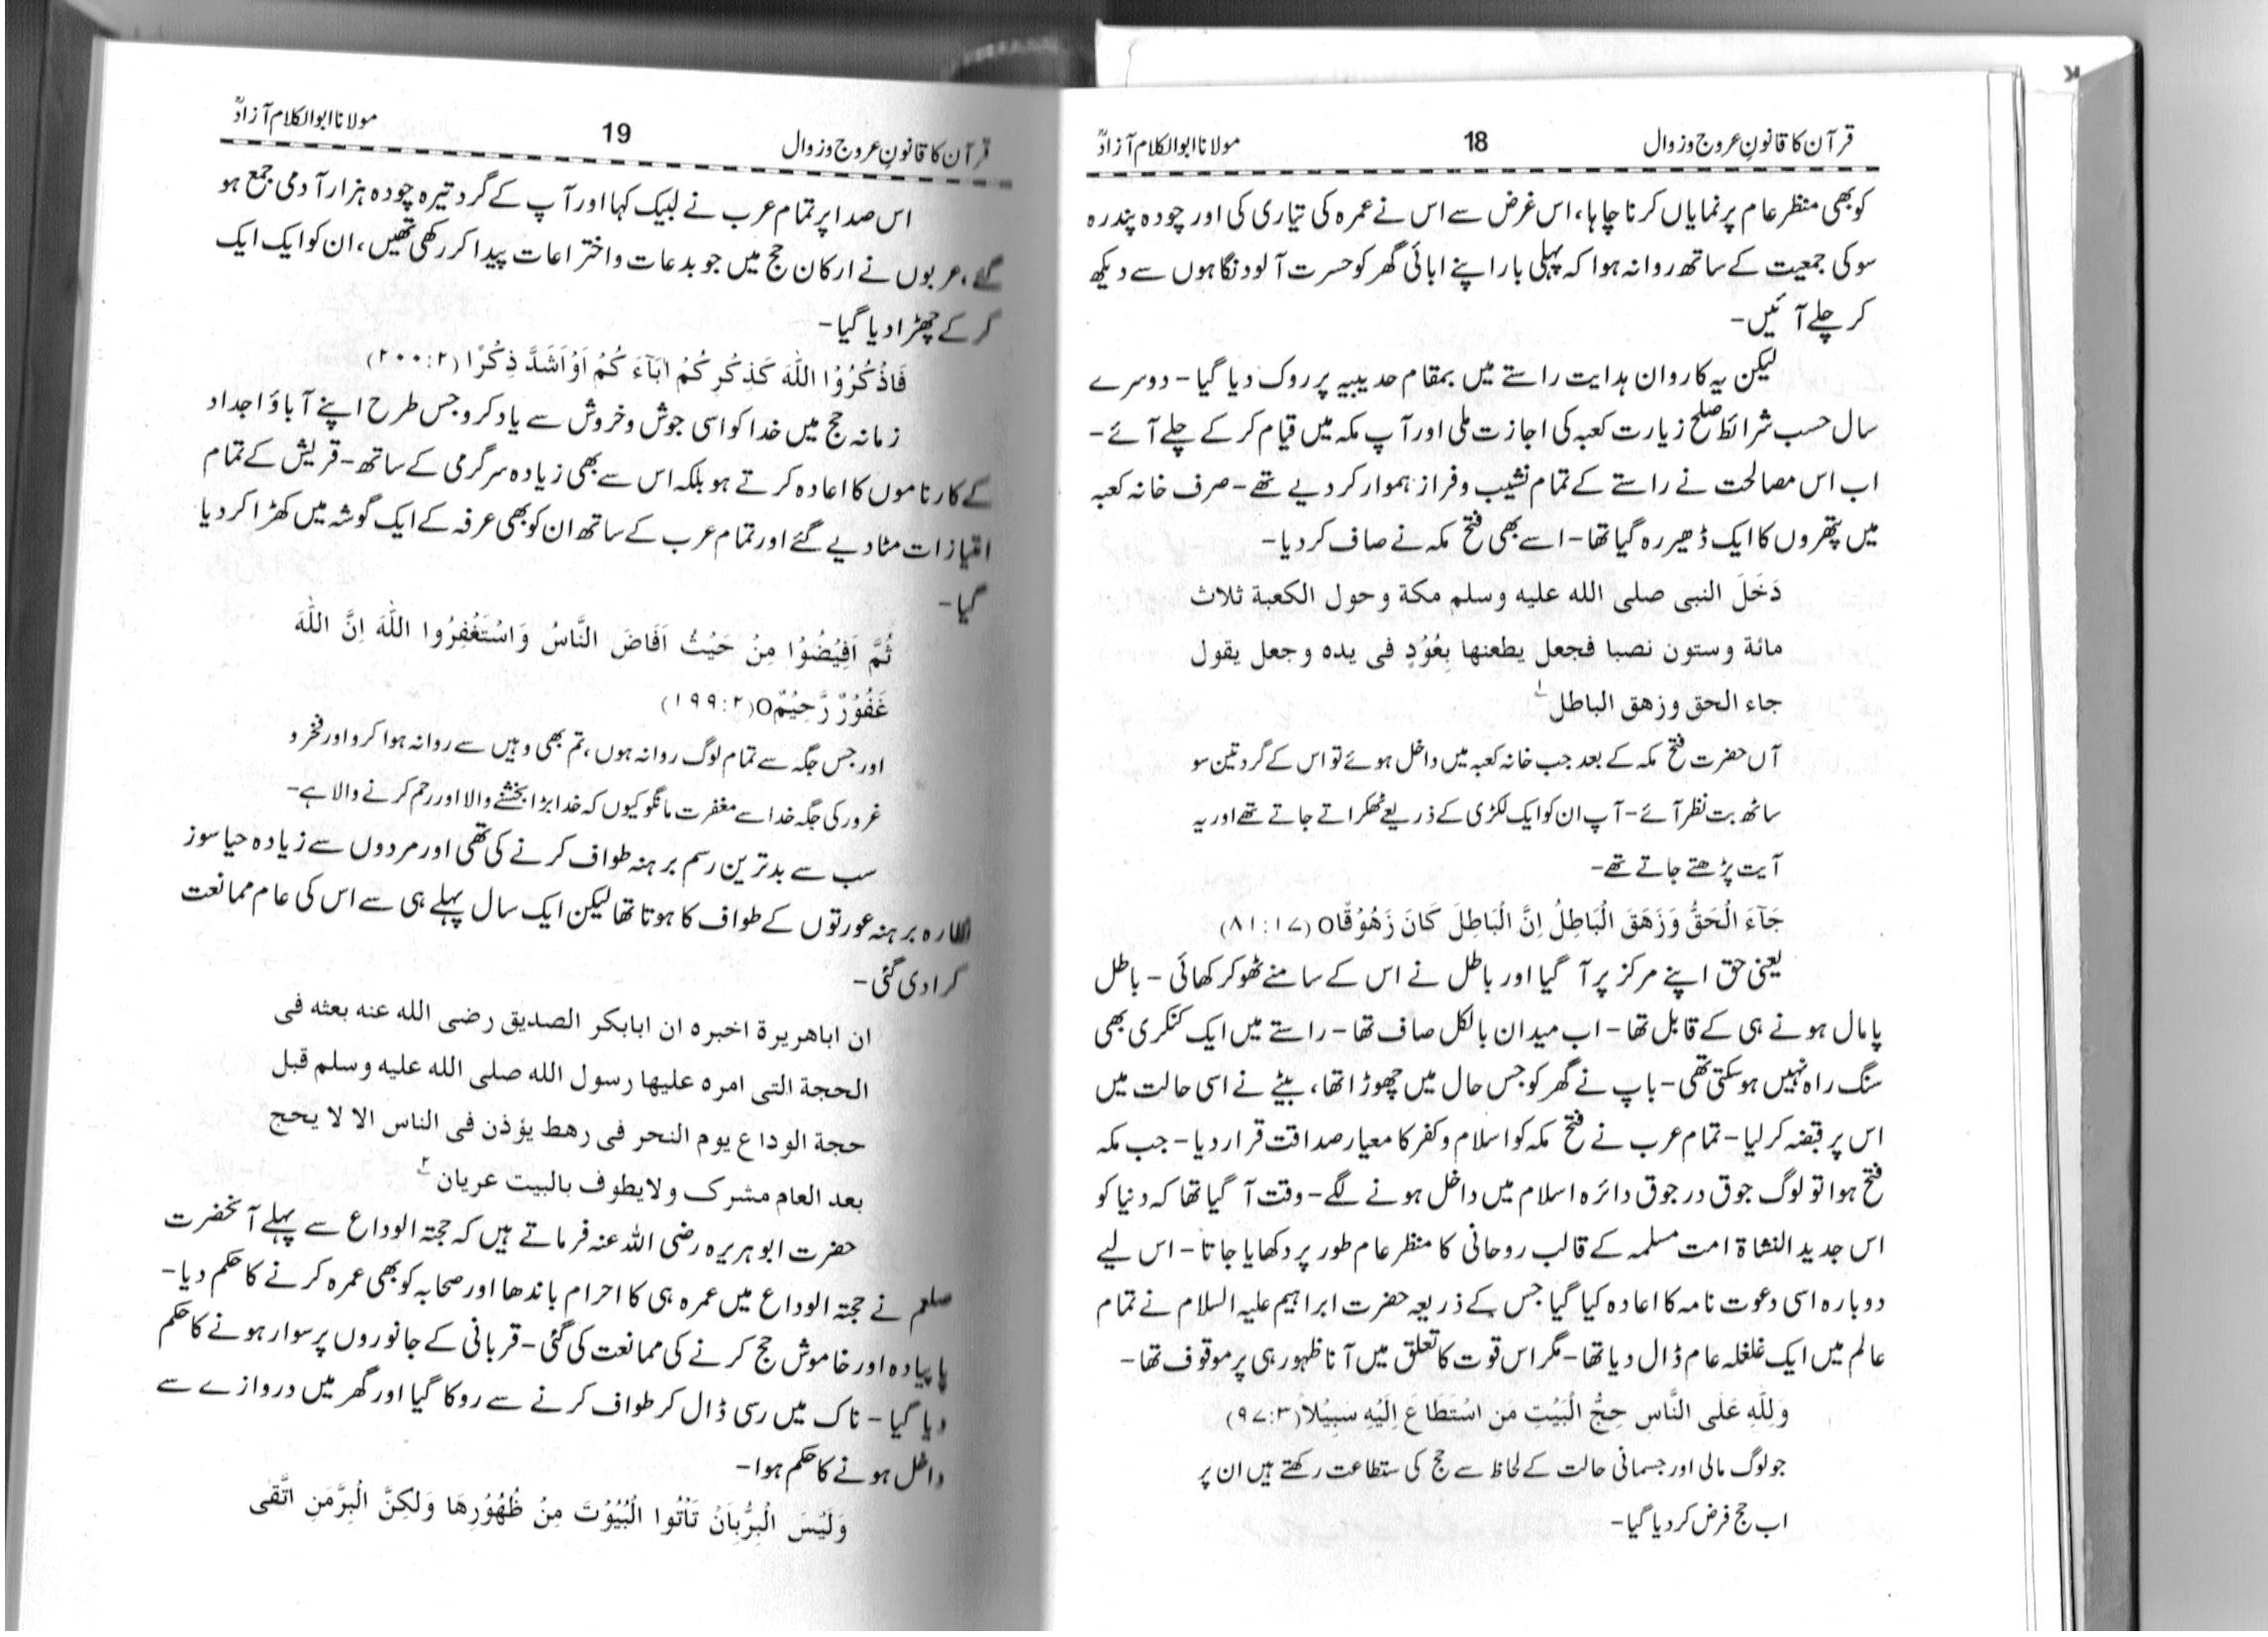 قرآن کا قانونِ عروج و زوال 18 مولانا ابوالکلام آزادؒ
کو بھی منظر عام پر نمایاں کرنا چاہا، اس غرض سے اس نے عمرہ کی تیاری کی اور چودہ پندرہ
سو کی جمعیت کے ساتھ روانہ ہوا کہ پہلی بار اپنے ابائی گھر کو حسرت آلود نگاہوں سے دیکھ
کر چلے آئیں-
لیکن یہ کاروان ہدایت راستے میں بمقام حدیبیہ پر روک دیا گیا- دوسرے
سال حسب شرائط صلح زیارت کعبہ کی اجازت ملی اور آپ مکہ میں قیام کر کے چلے آئے-
اب اس مصالحت نے راستے کے تمام نشیب و فراز ہموار کر دیے تھے- صرف خانہ کعبہ
میں پتھروں کا ایک ڈھیر رہ گیا تھا- اسے بھی فتح مکہ نے صاف کر دیا-
دَخَلَ النبی صلی الله علیه وسلم مکة وحول الکعبة ثلاث
مائة وستون نصبا فجعل یطعنها بِعُوْدٍ فی یده وجعل یقول
جاء الحق وزهق الباطل ۱
آں حضرت فتح مکہ کے بعد جب خانہ کعبہ میں داخل ہوئے تو اس کے گرد تین سو
ساٹھ بت نظر آئے- آپ ان کو ایک لکڑی کے ذریعے ٹھکراتے جاتے تھے اور یہ
آیت پڑھتے جاتے تھے-
جَآءَ الْحَقُّ وَزَهَقَ الْبَاطِلُ اِنَّ الْبَاطِلَ كَانَ زَهُوْقًاO (۸۱:۱۷)
یعنی حق اپنے مرکز پر آ گیا اور باطل نے اس کے سامنے ٹھوکر کھائی- باطل
پامال ہونے ہی کے قابل تھا- اب میدان بالکل صاف تھا- راستے میں ایک کنکری بھی
سنگ راہ نہیں ہو سکتی تھی- باپ نے گھر کو جس حال میں چھوڑا تھا، بیٹے نے اسی حالت میں
اس پر قبضہ کر لیا- تمام عرب نے فتح مکہ کو اسلام و کفر کا معیار صداقت قرار دیا- جب مکہ
فتح ہوا تو لوگ جوق در جوق دائرہ اسلام میں داخل ہونے لگے- وقت آ گیا تھا کہ دنیا کو
اس جدید النشاۃ امت مسلمہ کے قالب روحانی کا منظر عام طور پر دکھایا جاتا- اس لیے
دوبارہ اسی دعوت نامہ کا اعادہ کیا گیا جس کے ذریعہ حضرت ابراہیم علیہ السلام نے تمام
عالم میں ایک غلغلہ عام ڈال دیا تھا- مگر اس قوت کا تعلق میں آنا ظہور ہی پر موقوف تھا-
وَلِلّٰهِ عَلَى النَّاسِ حِجُّ الْبَيْتِ مَن اسْتَطَاعَ اِلَيْهِ سَبِيْلاً (۹۷:۳)
جو لوگ مالی اور جسمانی حالت کے لحاظ سے حج کی ستطاعت رکھتے ہیں ان پر
اب حج فرض کر دیا گیا-
قرآن کا قانونِ عروج و زوال 19 مولانا ابوالکلام آزادؒ
اس صدا پر تمام عرب نے لبیک کہا اور آپ کے گرد تیرہ چودہ ہزار آدمی جمع ہو
گئے، عربوں نے ارکان حج میں جو بدعات و اختراعات پیدا کر رکھی تھیں، ان کو ایک ایک
کر کے چھڑا دیا گیا-
فَاذْكُرُوْا اللّٰهَ كَذِكْرِكُمْ اٰبَآءَ كُمْ اَوْ اَشَدَّ ذِكْرًا (۲۰۰:۲)
زمانہ حج میں خدا کو اسی جوش و خروش سے یاد کرو جس طرح اپنے آباؤ اجداد
کے کارناموں کا اعادہ کرتے ہو بلکہ اس سے بھی زیادہ سرگرمی کے ساتھ- قریش کے تمام
امتیازات مٹا دیے گئے اور تمام عرب کے ساتھ ان کو بھی عرفہ کے ایک گوشہ میں کھڑا کر دیا
گیا-
ثُمَّ اَفِيْضُوْا مِنْ حَيْثُ اَفَاضَ النَّاسُ وَاسْتَغْفِرُوا اللّٰهَ اِنَّ اللّٰهَ
غَفُوْرٌ رَّحِيْمٌO (۱۹۹:۲)
اور جس جگہ سے تمام لوگ روانہ ہوں، تم بھی وہیں سے روانہ ہوا کرو اور فخر و
غرور کی جگہ خدا سے مغفرت مانگو کیوں کہ خدا بڑا بخشنے والا اور رحم کرنے والا ہے-
سب سے بدترین رسم برہنہ طواف کرنے کی تھی اور مردوں سے زیادہ حیا سوز
نظارہ برہنہ عورتوں کے طواف کا ہوتا تھا لیکن ایک سال پہلے ہی سے اس کی عام ممانعت
کرا دی گئی-
ان اباهریرة اخبره ان ابابکر الصدیق رضی الله عنه بعثه فی
الحجة التی امره علیها رسول الله صلی الله علیه وسلم قبل
حجة الوداع یوم النحر فی رهط یؤذن فی الناس الا لا یحج
بعد العام مشرک ولایطوف بالبیت عریان ۲
حضرت ابو ہریرہ رضی اللہ عنہ فرماتے ہیں کہ حجۃ الوداع سے پہلے آنحضرت
صلعم نے حجۃ الوداع میں عمرہ ہی کا احرام باندھا اور صحابہ کو بھی عمرہ کرنے کا حکم دیا-
پا پیادہ اور خاموش حج کرنے کی ممانعت کی گئی- قربانی کے جانوروں پر سوار ہونے کا حکم
دیا گیا- ناک میں رسی ڈال کر طواف کرنے سے روکا گیا اور گھر میں دروازے سے
داخل ہونے کا حکم ہوا-
وَلَيْسَ الْبِرُّبِاَنْ تَاْتُوا الْبُيُوْتَ مِنْ ظُهُوْرِهَا وَلٰكِنَّ الْبِرَّمَنِ اتَّقٰى